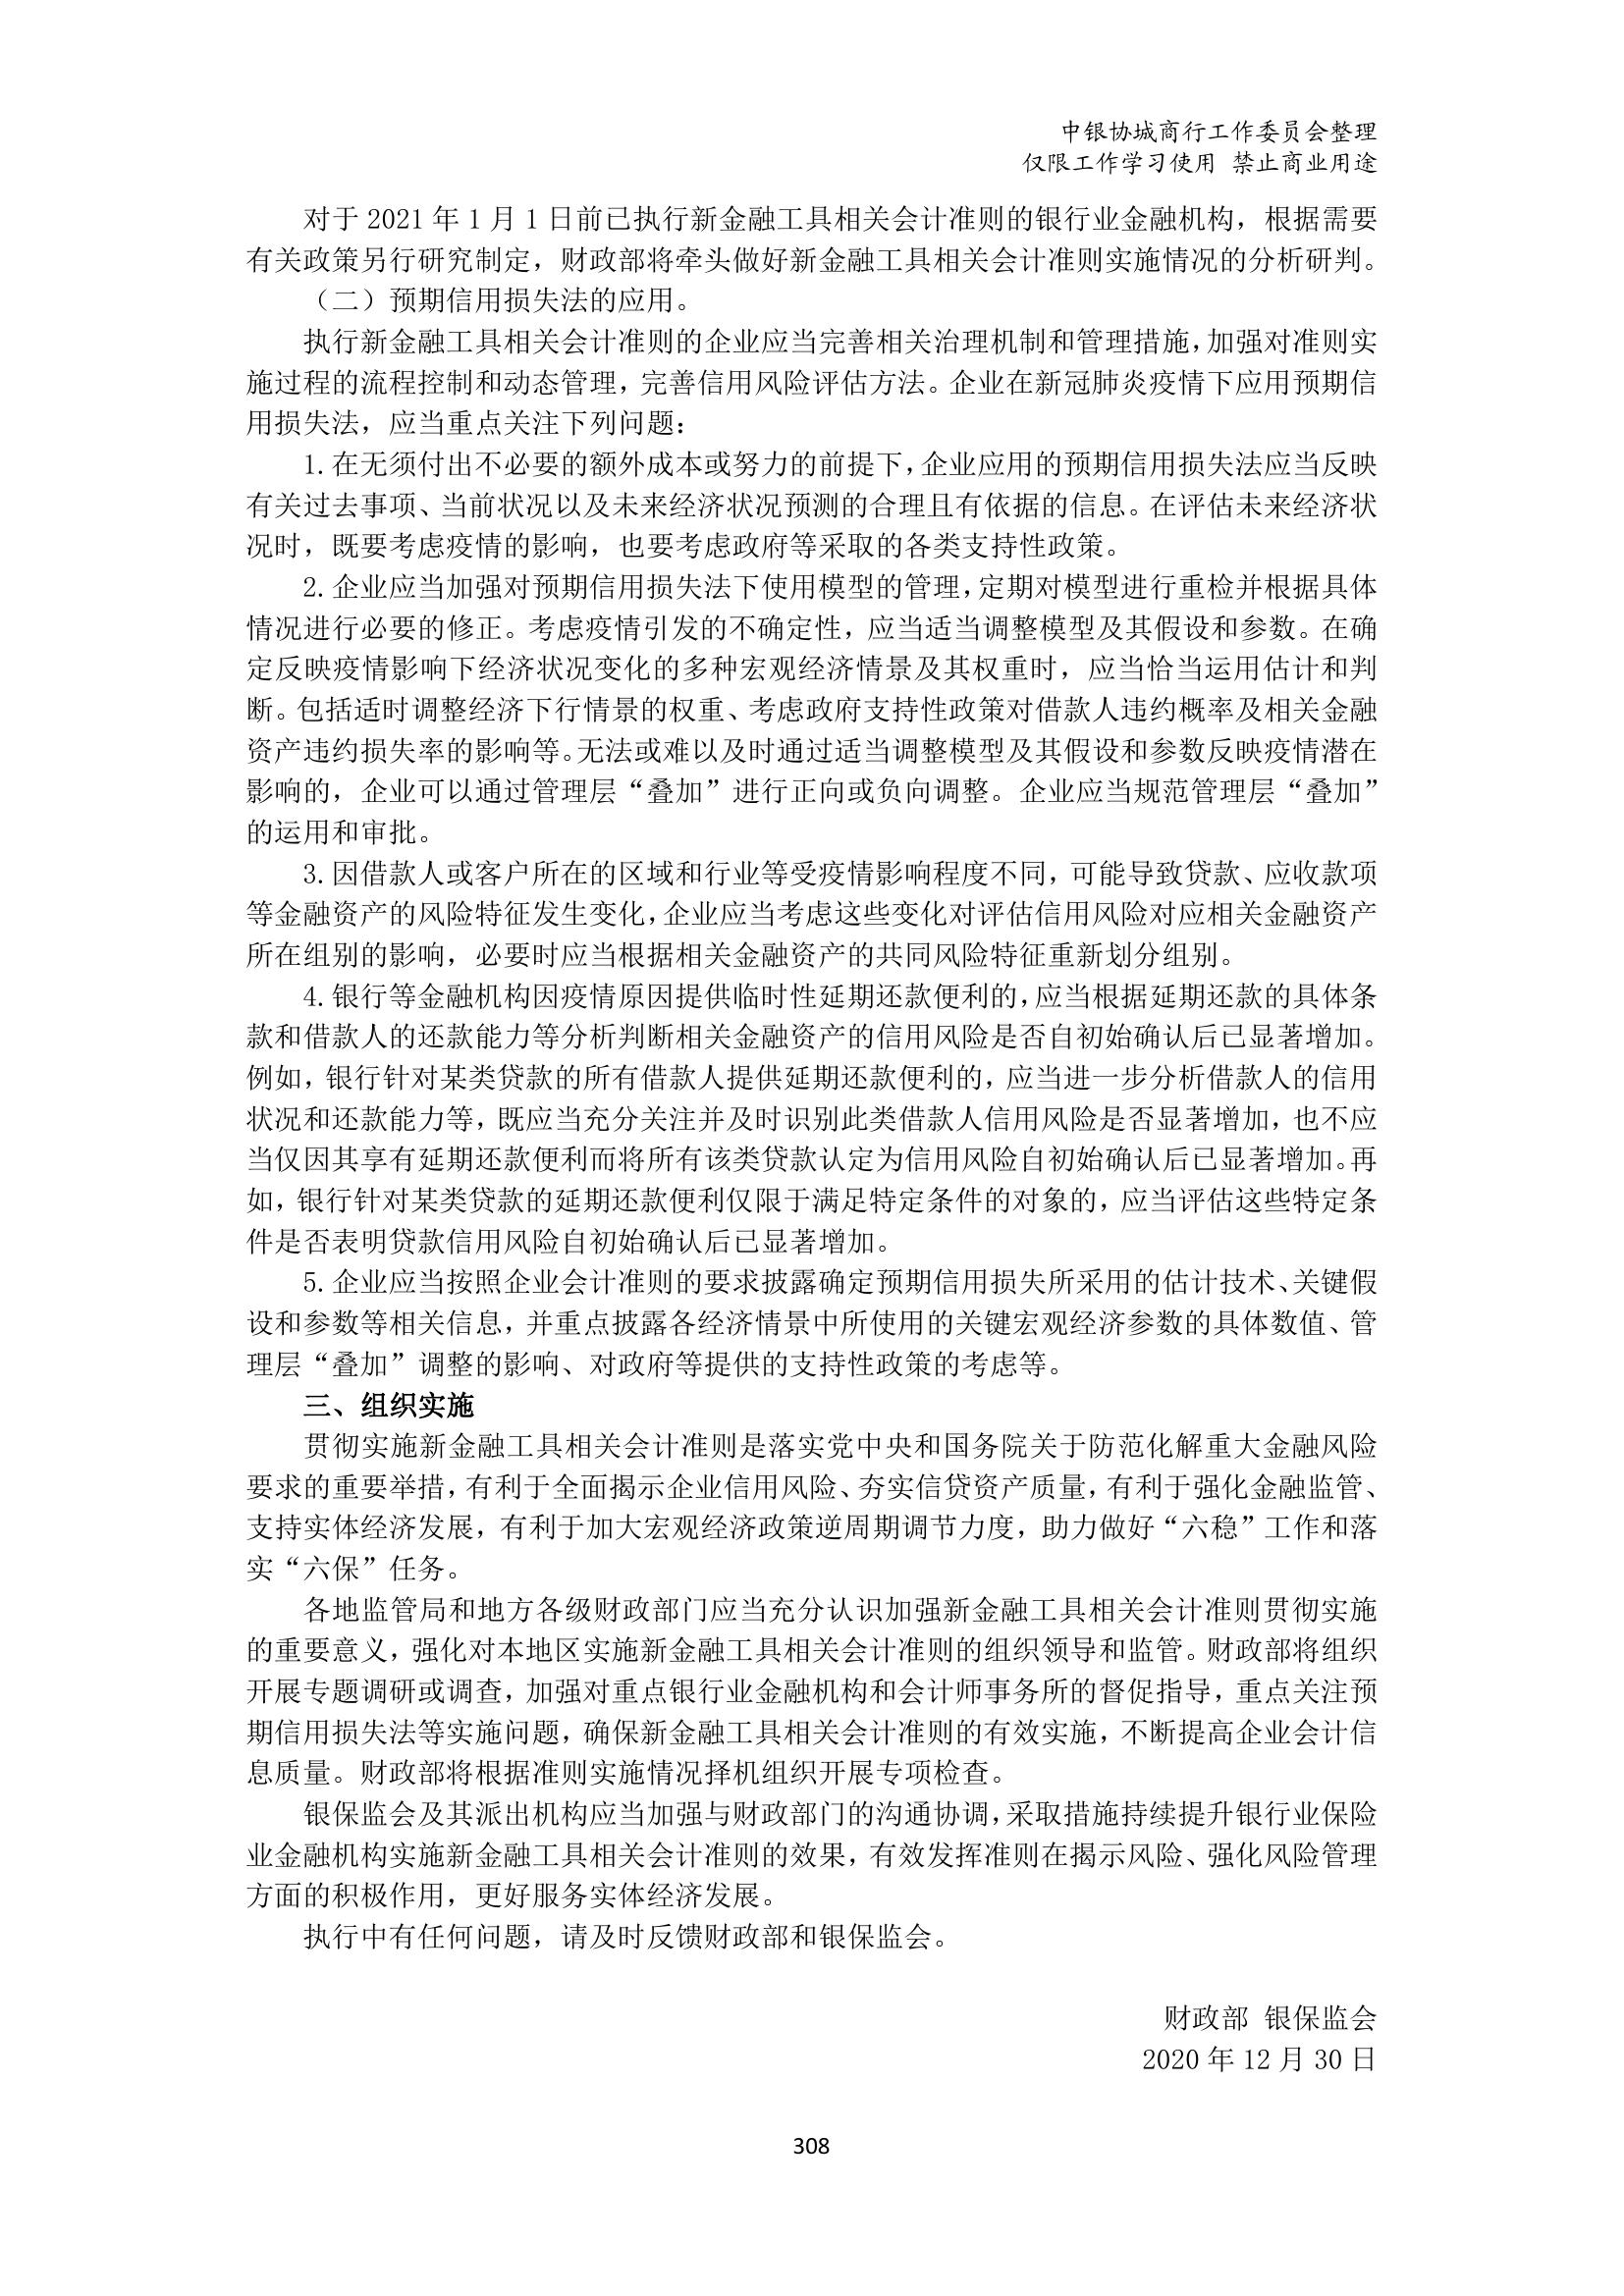 中银协城商行工作委员会整理
仅限工作学习使用 禁止商业用途
对于 2021 年 1 月 1 日前已执行新金融工具相关会计准则的银行业金融机构，根据需要
有关政策另行研究制定，财政部将牵头做好新金融工具相关会计准则实施情况的分析研判。
（二）预期信用损失法的应用。
执行新金融工具相关会计准则的企业应当完善相关治理机制和管理措施，加强对准则实
施过程的流程控制和动态管理，完善信用风险评估方法。企业在新冠肺炎疫情下应用预期信
用损失法，应当重点关注下列问题：
1.在无须付出不必要的额外成本或努力的前提下，企业应用的预期信用损失法应当反映
有关过去事项、当前状况以及未来经济状况预测的合理且有依据的信息。在评估未来经济状
况时，既要考虑疫情的影响，也要考虑政府等采取的各类支持性政策。
2.企业应当加强对预期信用损失法下使用模型的管理，定期对模型进行重检并根据具体
情况进行必要的修正。考虑疫情引发的不确定性，应当适当调整模型及其假设和参数。在确
定反映疫情影响下经济状况变化的多种宏观经济情景及其权重时，应当恰当运用估计和判
断。包括适时调整经济下行情景的权重、考虑政府支持性政策对借款人违约概率及相关金融
资产违约损失率的影响等。无法或难以及时通过适当调整模型及其假设和参数反映疫情潜在
影响的，企业可以通过管理层“叠加”进行正向或负向调整。企业应当规范管理层“叠加”
的运用和审批。
3.因借款人或客户所在的区域和行业等受疫情影响程度不同，可能导致贷款、应收款项
等金融资产的风险特征发生变化，企业应当考虑这些变化对评估信用风险对应相关金融资产
所在组别的影响，必要时应当根据相关金融资产的共同风险特征重新划分组别。
4.银行等金融机构因疫情原因提供临时性延期还款便利的，应当根据延期还款的具体条
款和借款人的还款能力等分析判断相关金融资产的信用风险是否自初始确认后已显著增加。
例如，银行针对某类贷款的所有借款人提供延期还款便利的，应当进一步分析借款人的信用
状况和还款能力等，既应当充分关注并及时识别此类借款人信用风险是否显著增加，也不应
当仅因其享有延期还款便利而将所有该类贷款认定为信用风险自初始确认后已显著增加。再
如，银行针对某类贷款的延期还款便利仅限于满足特定条件的对象的，应当评估这些特定条
件是否表明贷款信用风险自初始确认后已显著增加。
5.企业应当按照企业会计准则的要求披露确定预期信用损失所采用的估计技术、关键假
设和参数等相关信息，并重点披露各经济情景中所使用的关键宏观经济参数的具体数值、管
理层“叠加”调整的影响、对政府等提供的支持性政策的考虑等。
三、组织实施
贯彻实施新金融工具相关会计准则是落实党中央和国务院关于防范化解重大金融风险
要求的重要举措，有利于全面揭示企业信用风险、夯实信贷资产质量，有利于强化金融监管、
支持实体经济发展，有利于加大宏观经济政策逆周期调节力度，助力做好“六稳”工作和落
实“六保”任务。
各地监管局和地方各级财政部门应当充分认识加强新金融工具相关会计准则贯彻实施
的重要意义，强化对本地区实施新金融工具相关会计准则的组织领导和监管。财政部将组织
开展专题调研或调查，加强对重点银行业金融机构和会计师事务所的督促指导，重点关注预
期信用损失法等实施问题，确保新金融工具相关会计准则的有效实施，不断提高企业会计信
息质量。财政部将根据准则实施情况择机组织开展专项检查。
银保监会及其派出机构应当加强与财政部门的沟通协调，采取措施持续提升银行业保险
业金融机构实施新金融工具相关会计准则的效果，有效发挥准则在揭示风险、强化风险管理
方面的积极作用，更好服务实体经济发展。
执行中有任何问题，请及时反馈财政部和银保监会。
财政部 银保监会
2020 年 12 月 30 日
308